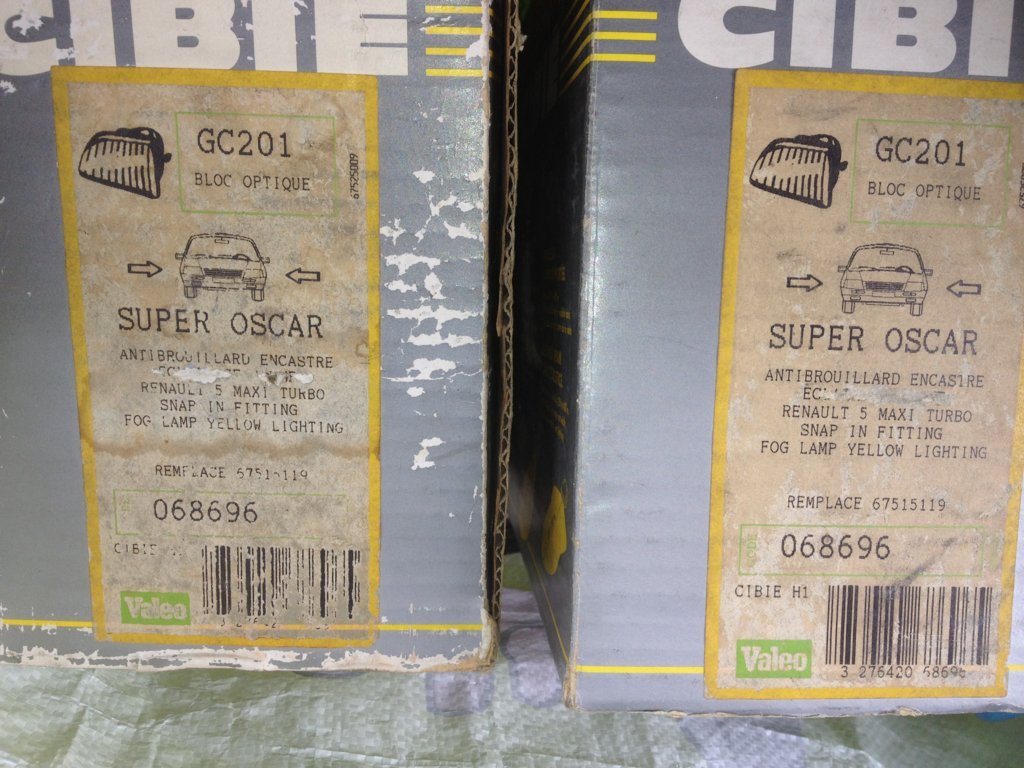 CIBIE
GC201
BLOC OPTIQUE
67525009
SUPER OSCAR
ANTIBROUILLARD ENCASTRE
RENAULT 5 MAXI TURBO
SNAP IN FITTING
FOG LAMP YELLOW LIGHTING
REMPLACE 67515119
068696
CIBIE
Valeo
CIBI
GC201
BLOC OPTIQUE
SUPER OSCAR
ANTIBROUILLARD ENCASTRE
RENAULT 5 MAXI TURBO
SNAP IN FITTING
FOG LAMP YELLOW LIGHTING
REMPLACE 67515119
068696
CIBIE H1
Valeo
3 276420 68696